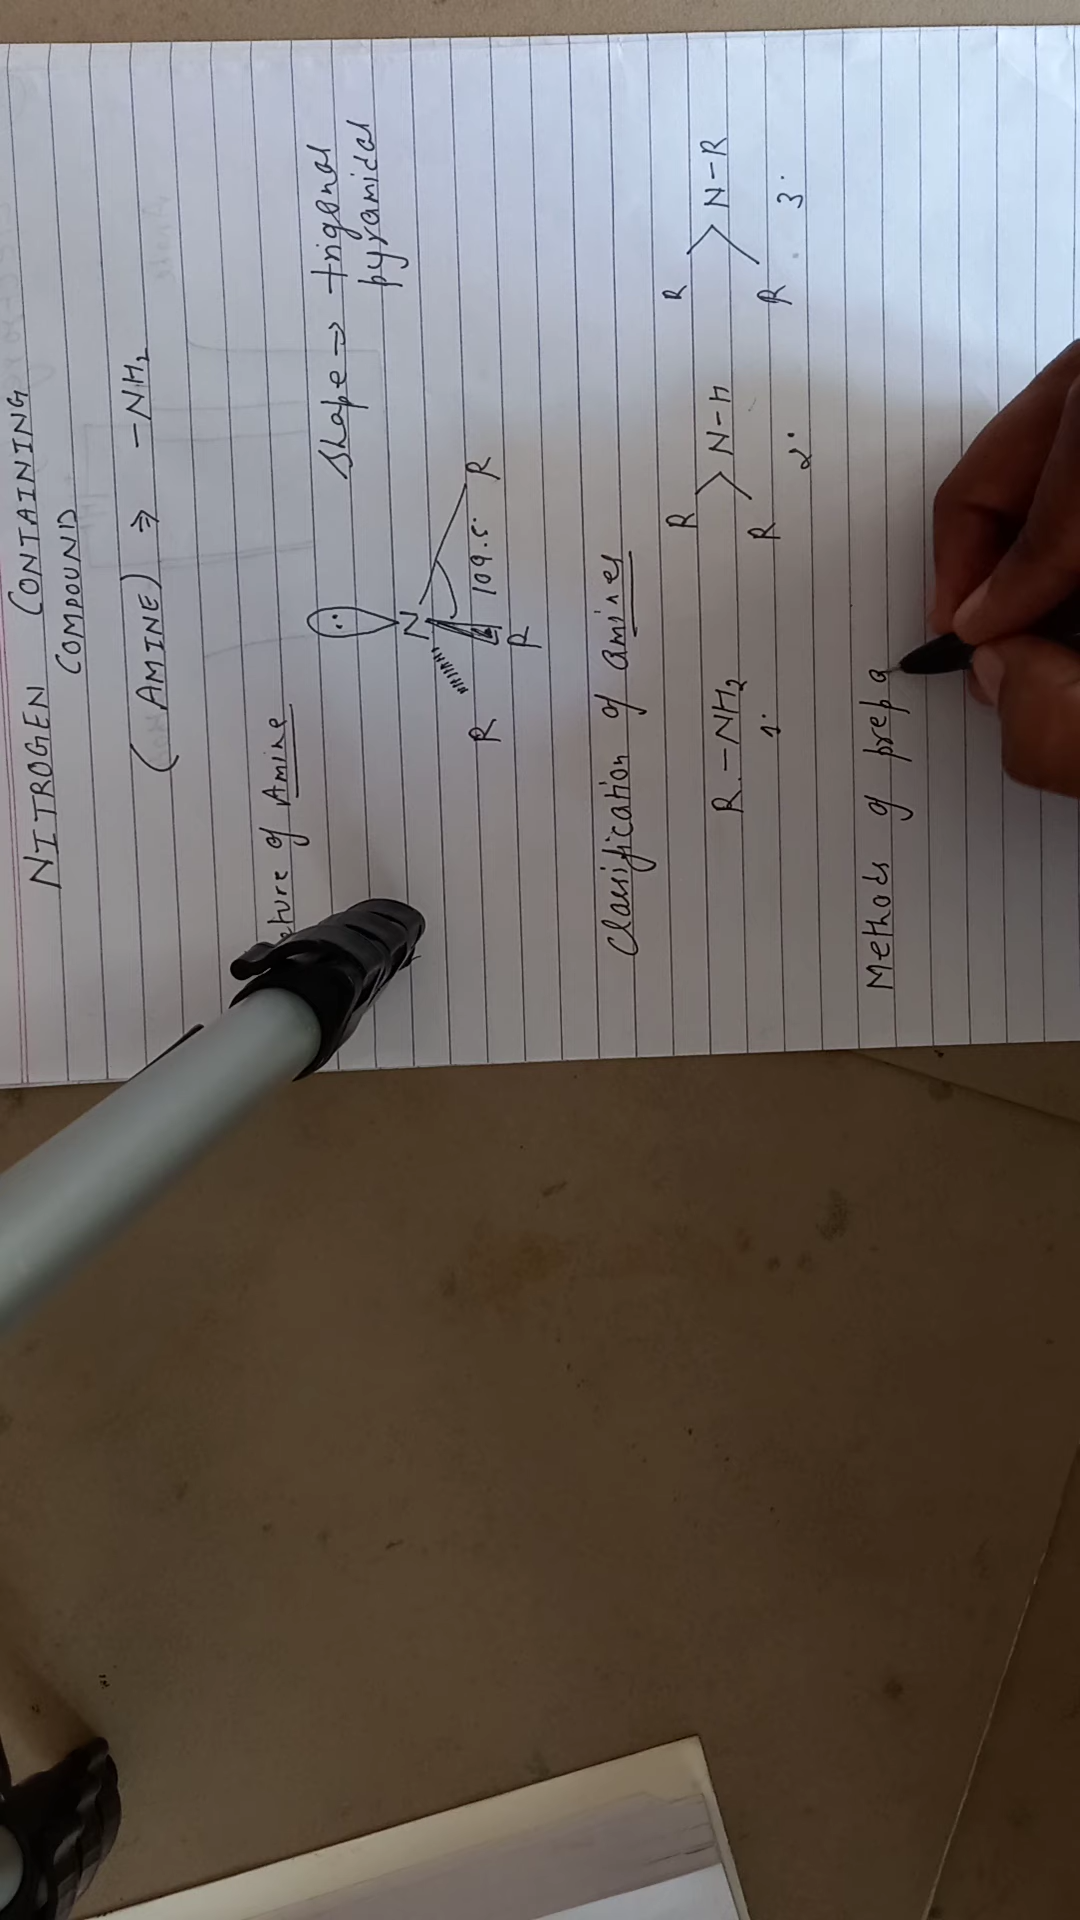 NITROGEN CONTAINING
COMPOUND
(AMINE) ⇒ -NH₂
cture of Amine
Shape → trigonal
pyramidal
N
R R R
109.5°
Classification of amines
R-NH₂
1°
R
R
N-H
2°
R
R
N-R
3°
Methods of prepa